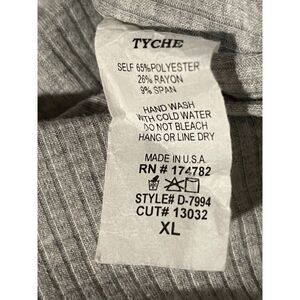 TYCHE
SELF 65%POLYESTER
26% RAYON
9% SPAN
HAND WASH
WITH COLD WATER
DO NOT BLEACH
HANG OR LINE DRY
MADE IN U.S.A.
RN # 174782
STYLE# D-7994
CUT# 13032
XL